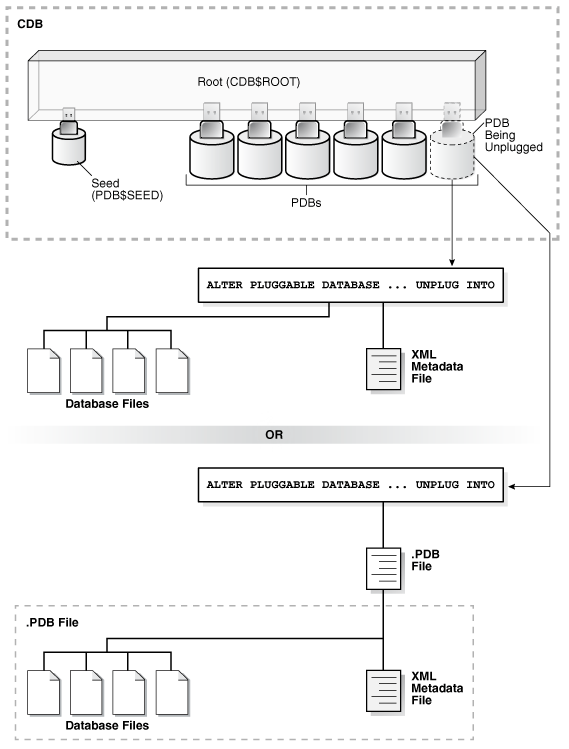 CDB
Root (CDB$ROOT)
PDB
Being
Unplugged
Seed
(PDB$SEED)
PDBs
ALTER PLUGGABLE DATABASE ... UNPLUG INTO
XML
Metadata
File
Database Files
OR
ALTER PLUGGABLE DATABASE ... UNPLUG INTO
.PDB
File
.PDB File
XML
Metadata
File
Database Files